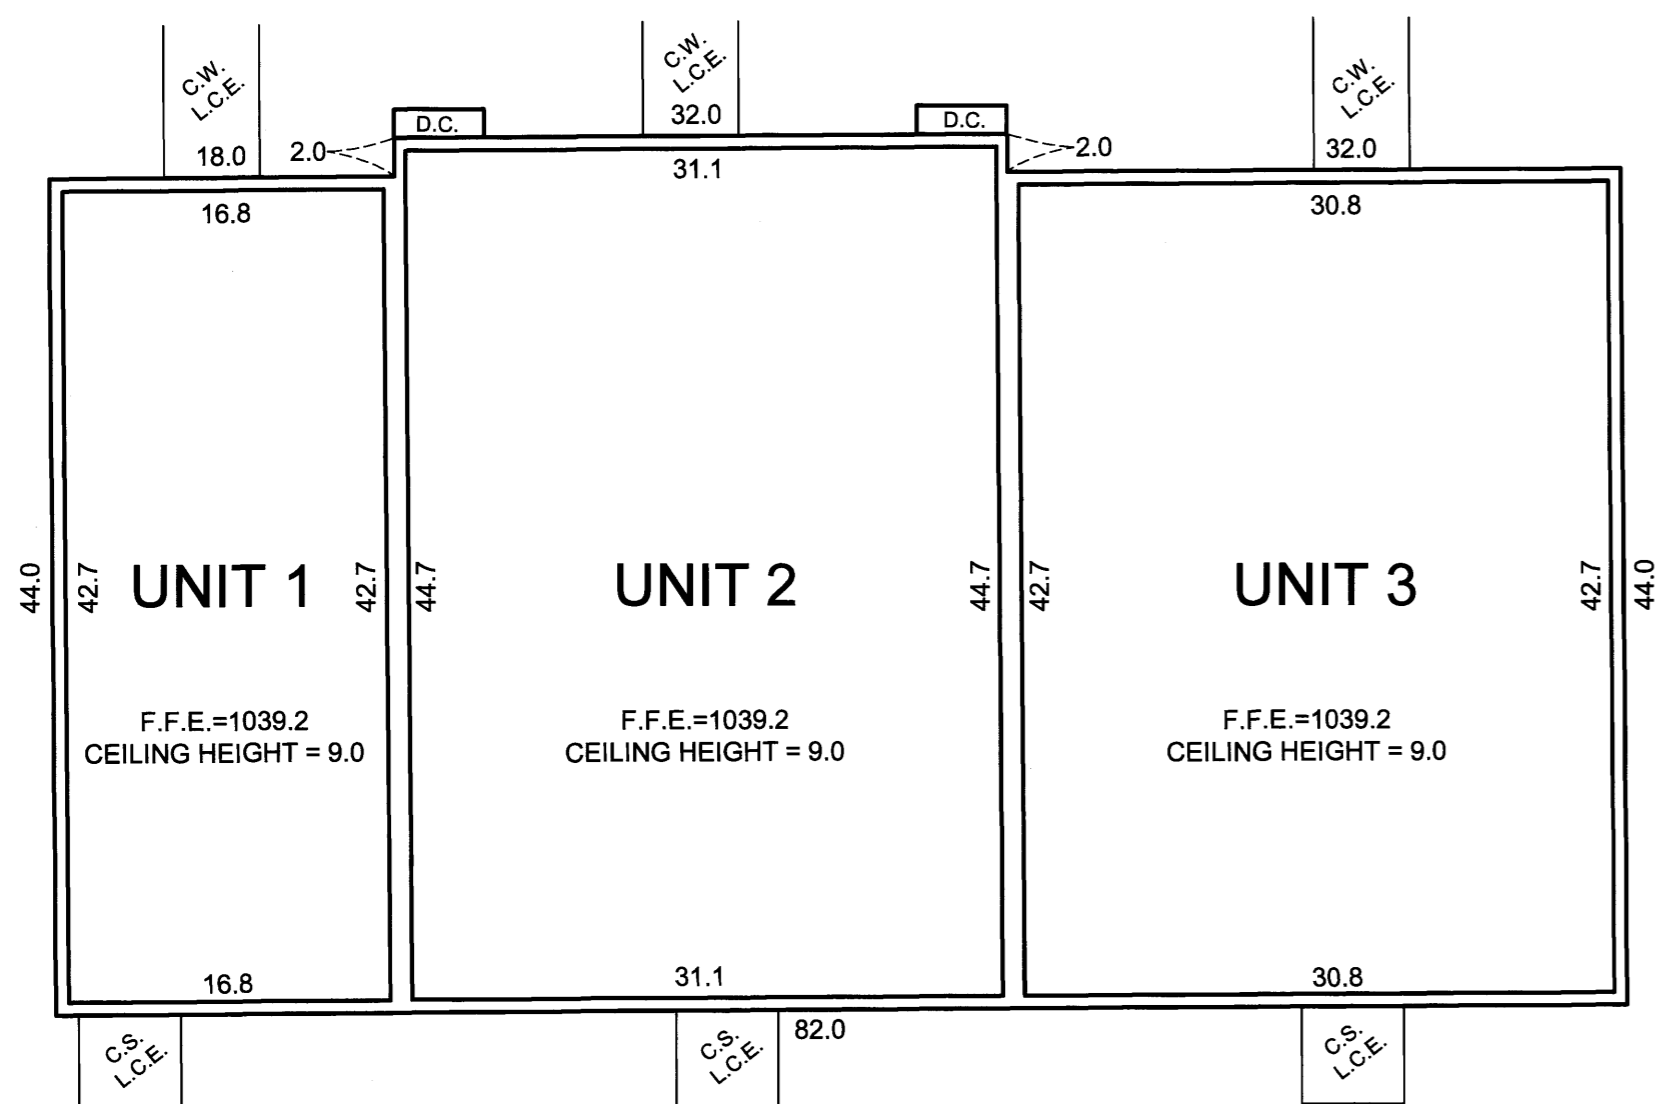 C.W.
L.C.E.
18.0
2.0
D.C.
C.W.
L.C.E.
32.0
D.C.
2.0
C.W.
L.C.E.
32.0
16.8
31.1
30.8
44.0
42.7
UNIT 1
42.7
44.7
UNIT 2
44.7
42.7
UNIT 3
42.7
44.0
F.F.E.=1039.2
CEILING HEIGHT = 9.0
F.F.E.=1039.2
CEILING HEIGHT = 9.0
F.F.E.=1039.2
CEILING HEIGHT = 9.0
16.8
31.1
30.8
C.S.
L.C.E.
C.S.
L.C.E.
82.0
C.S.
L.C.E.